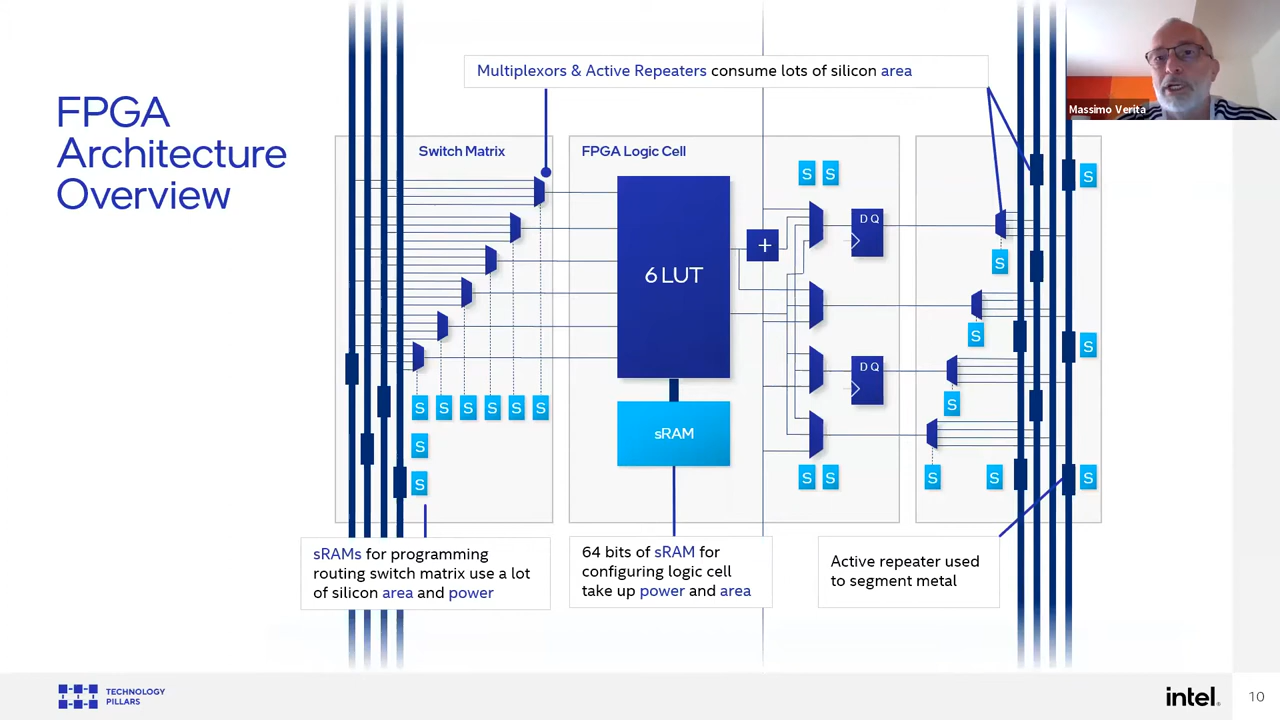 Multiplexors & Active Repeaters consume lots of silicon area
Massimo Verita
FPGA
Architecture
Overview
Switch Matrix
FPGA Logic Cell
S S
S
D Q
+
S
6 LUT
S
S
D Q
S
S S S S S S
sRAM
S
S S
S
S
S
S
sRAMs for programming
routing switch matrix use a lot
of silicon area and power
64 bits of sRAM for
configuring logic cell
take up power and area
Active repeater used
to segment metal
TECHNOLOGY
PILLARS
intel.
10